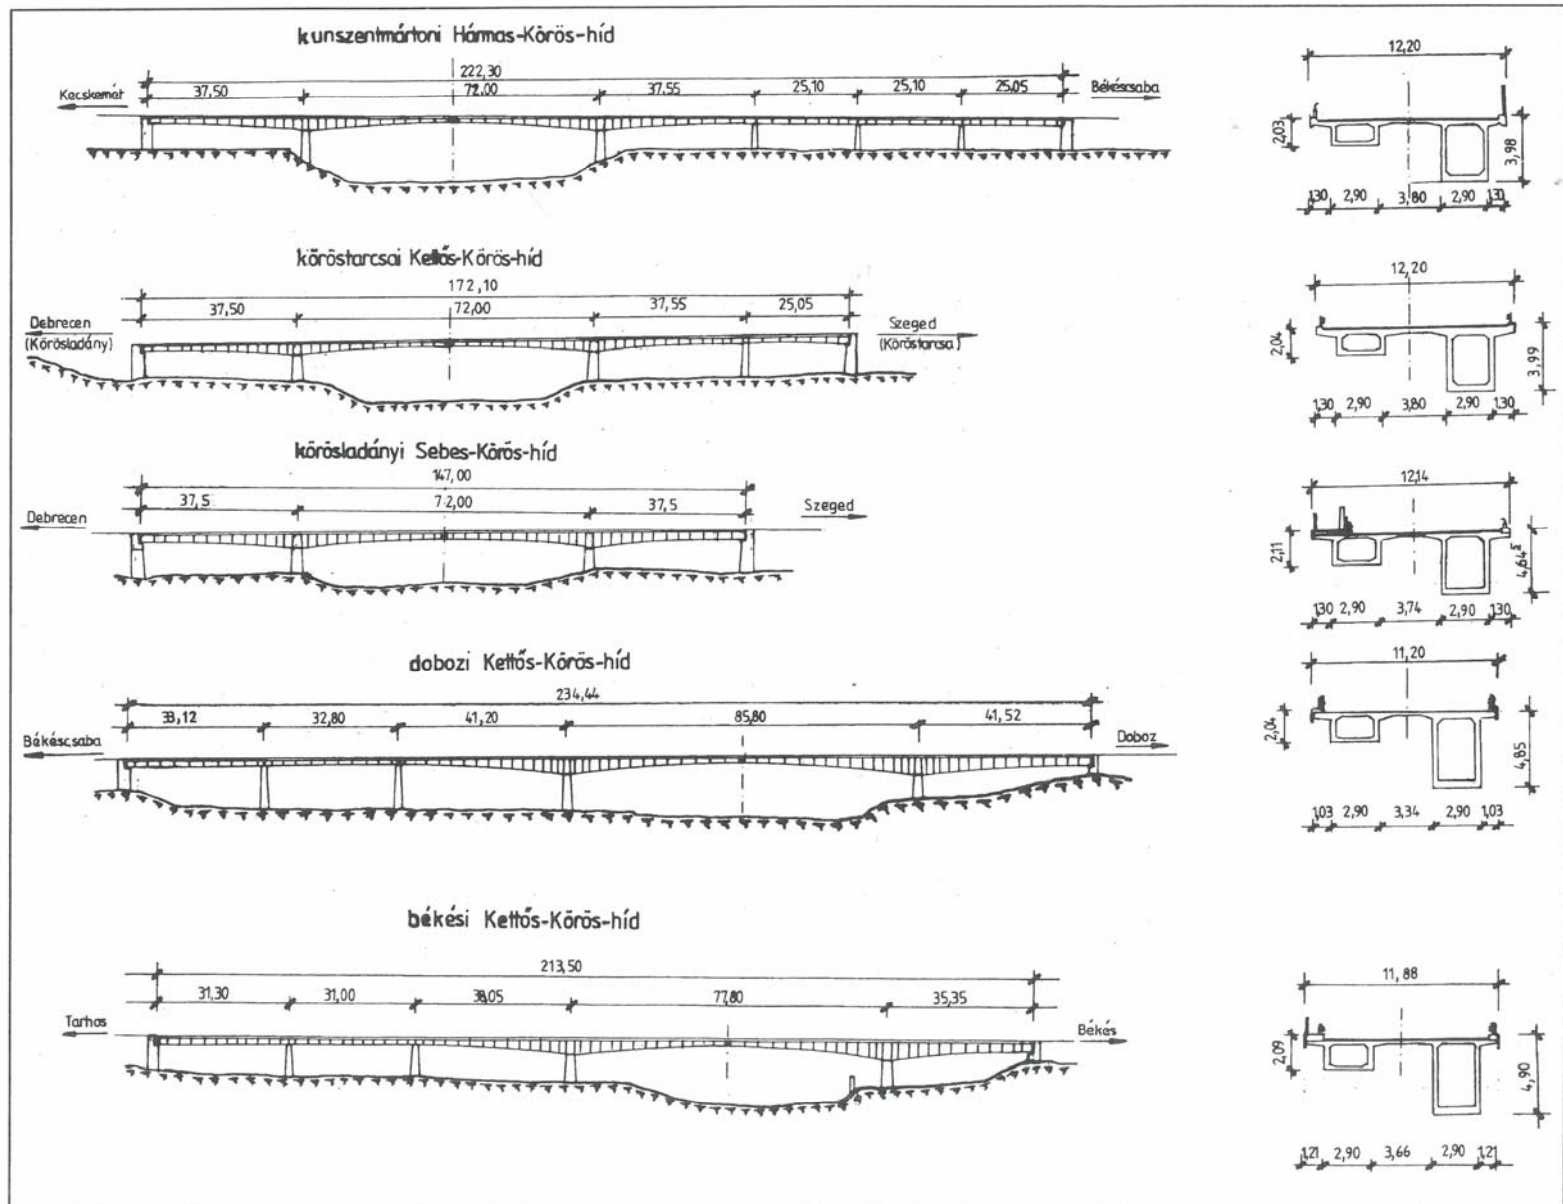 kunszentmártoni Hármas-Körös-híd
222,30
37,50 72,00 37,55 25,10 25,10 25,05
Kecskemét
Békéscsaba
12,20
2,03
3,98
1,30 2,90 3,80 2,90 1,30
köröstarcsai Kettős-Körös-híd
172,10
37,50 72,00 37,55 25,05
Debrecen
(Körösladány)
Szeged
(Köröstarcsa)
12,20
2,04
3,99
1,30 2,90 3,80 2,90 1,30
körösladányi Sebes-Körös-híd
147,00
37,5 72,00 37,5
Debrecen
Szeged
12,14
2,11
4,64⁵
1,30 2,90 3,74 2,90 1,30
dobozi Kettős-Körös-híd
234,44
33,12 32,80 41,20 85,80 41,52
Békéscsaba
Doboz
11,20
2,04
4,85
1,03 2,90 3,34 2,90 1,03
békési Kettős-Körös-híd
213,50
31,30 31,00 38,05 77,80 35,35
Tarhos
Békés
11,88
2,09
4,90
1,21 2,90 3,66 2,90 1,21